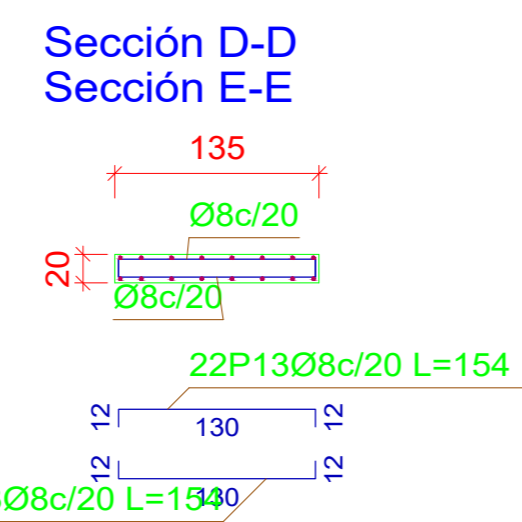 Sección D-D
Sección E-E
135
Ø8c/20
20
Ø8c/20
22P13Ø8c/20 L=154
12 130 12
12 130 12
Ø8c/20 L=154